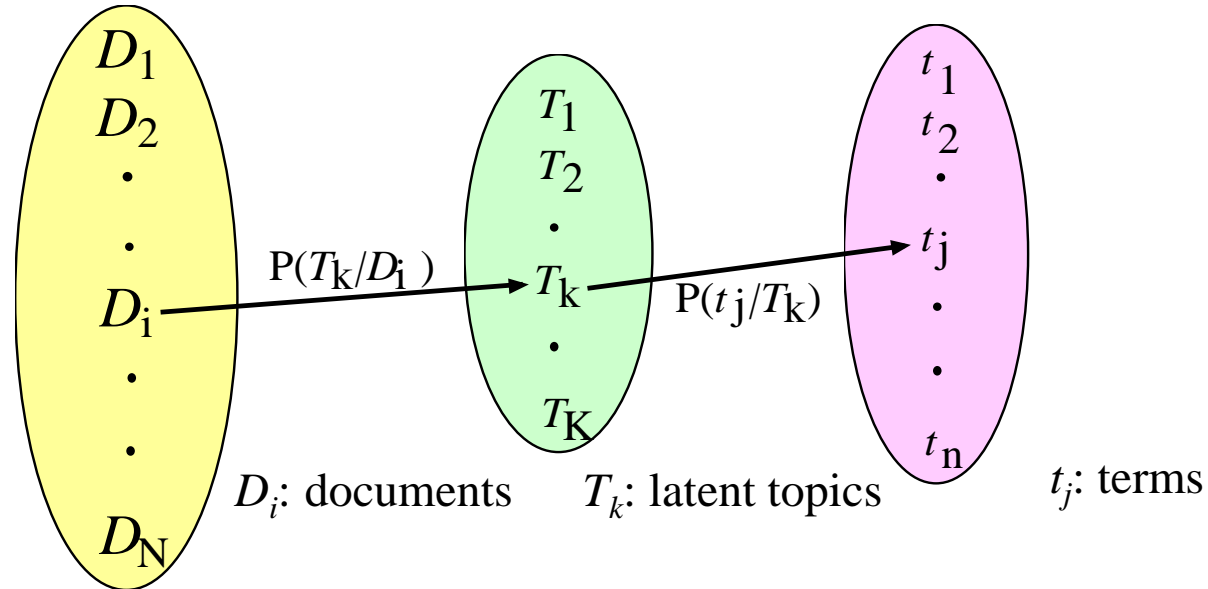 D1
D2
.
.
Di
.
.
DN
P(Tk/Di )
T1
T2
.
Tk
.
TK
P(tj/Tk)
t1
t2
.
tj
.
.
tn
Di: documents
Tk: latent topics
tj: terms